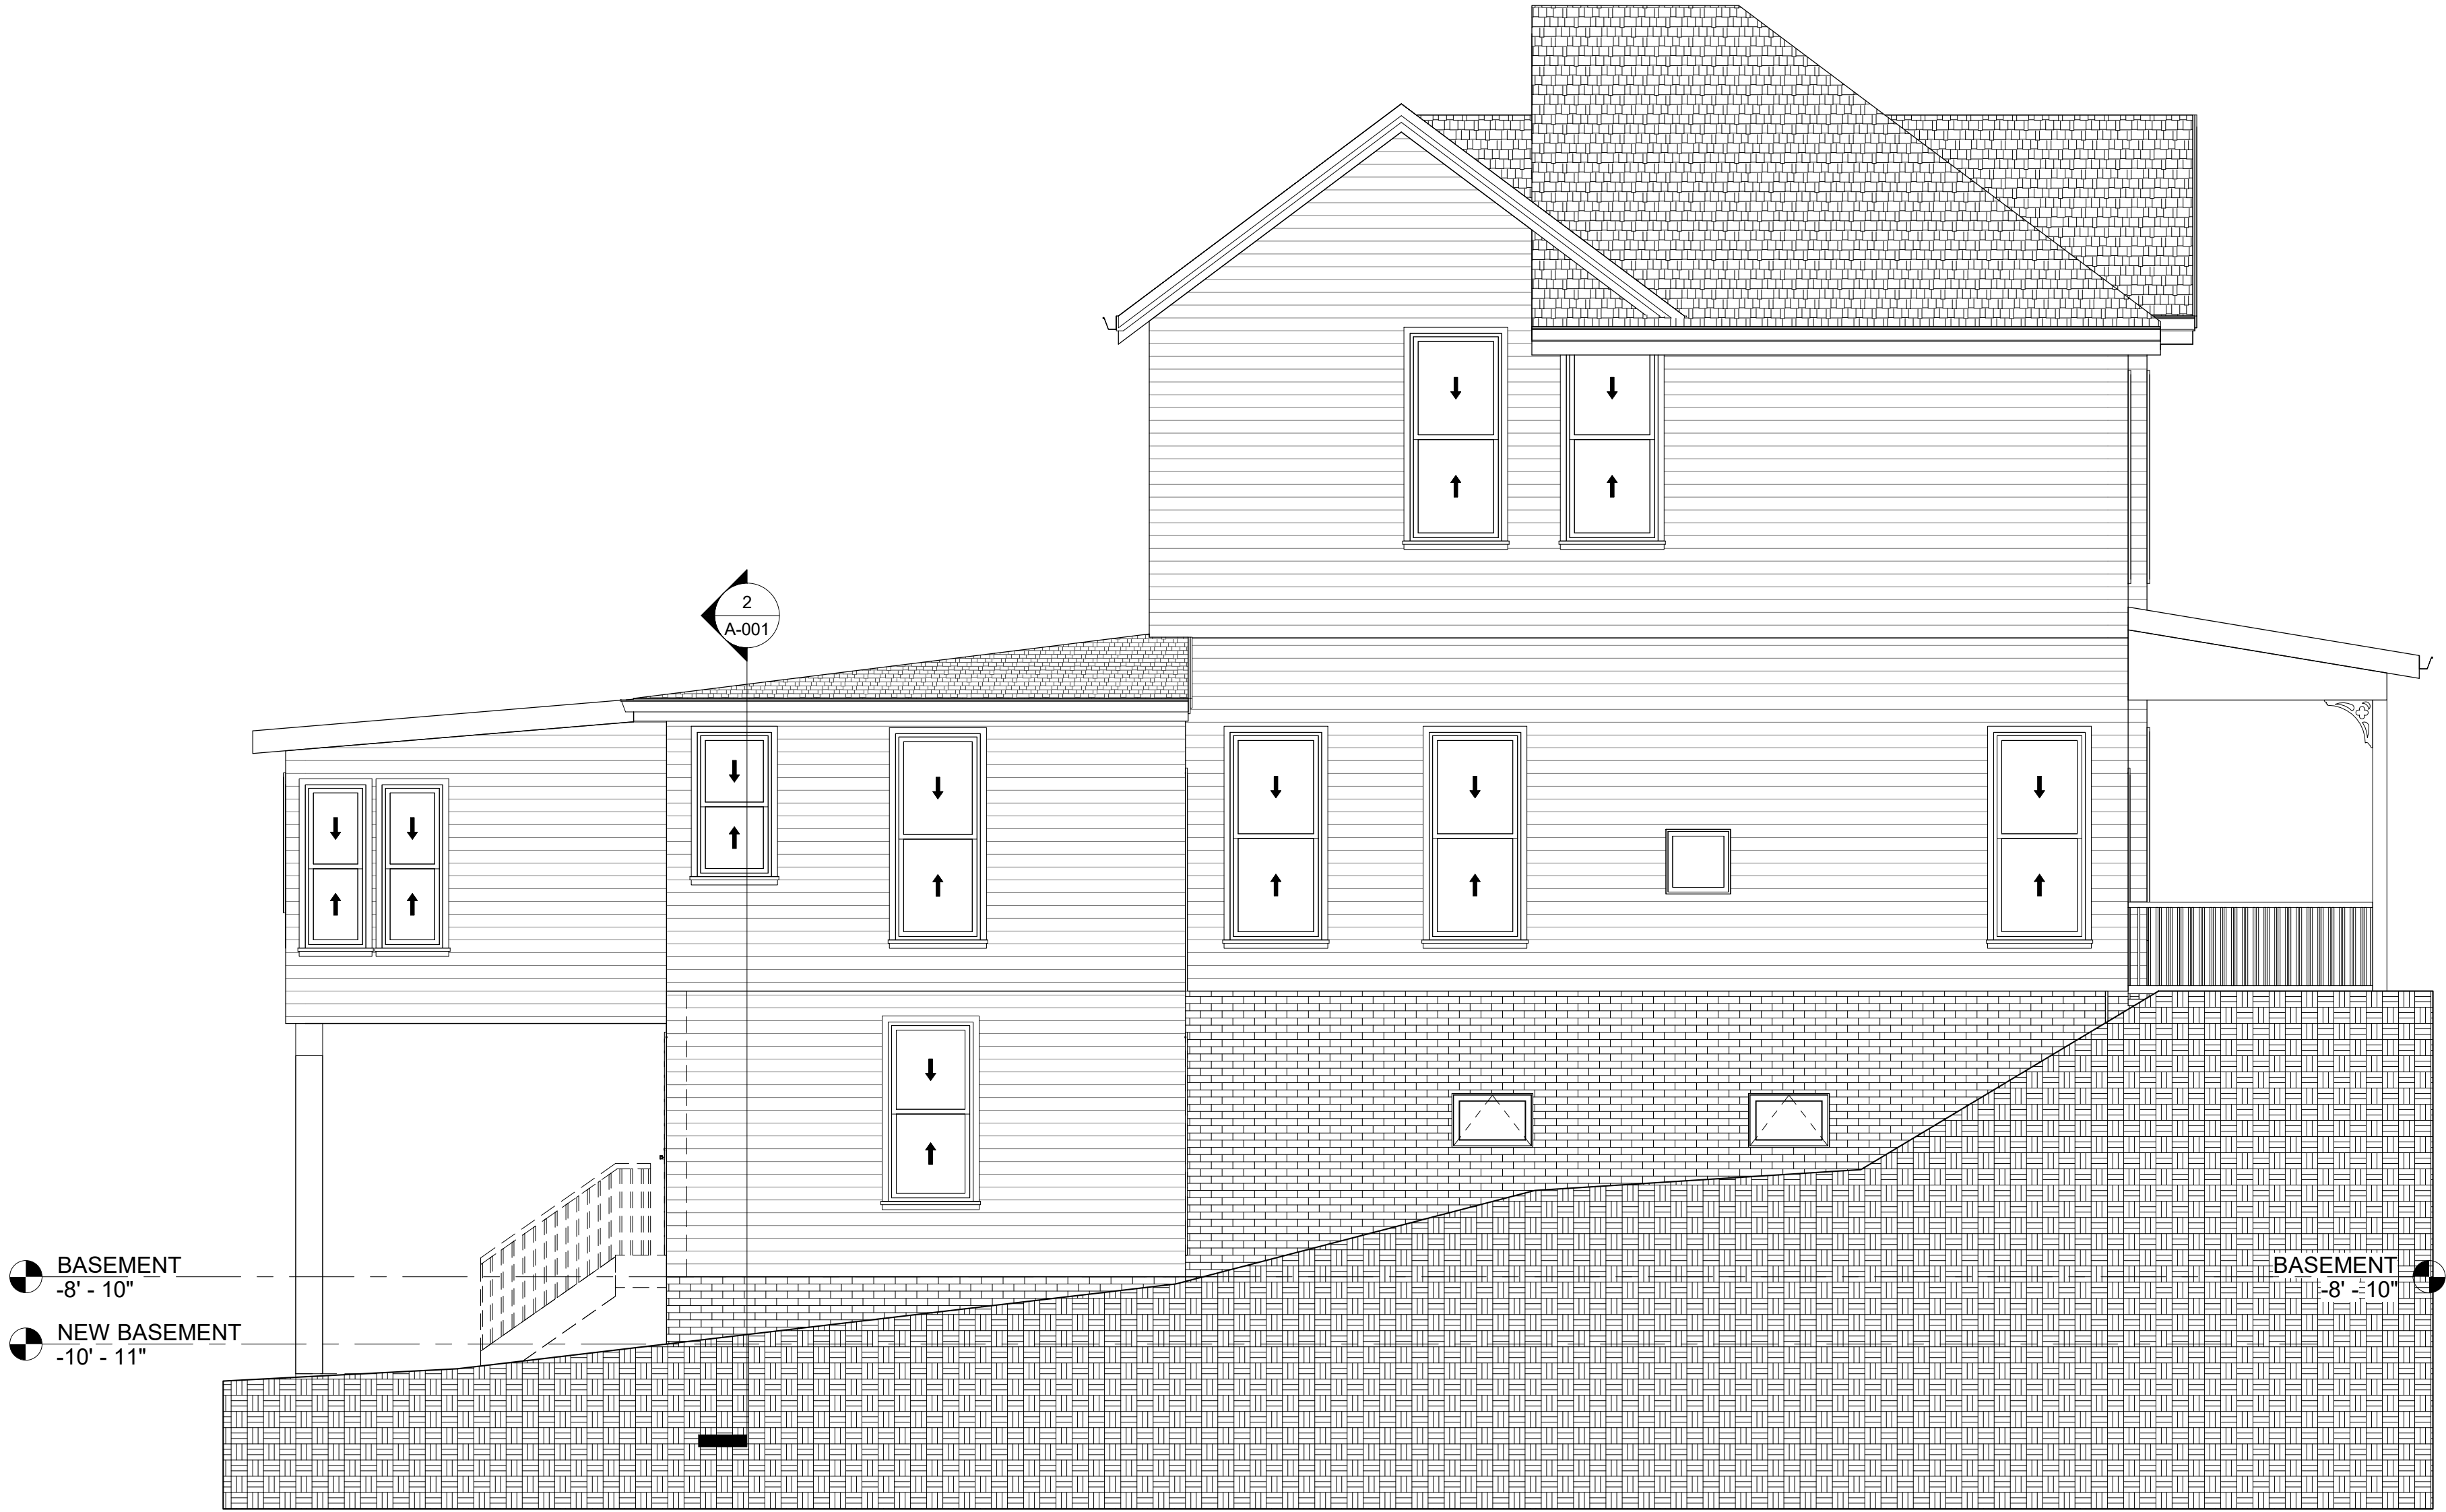 2
A-001
BASEMENT
-8' - 10"
NEW BASEMENT
-10' - 11"
BASEMENT
-8' - 10"